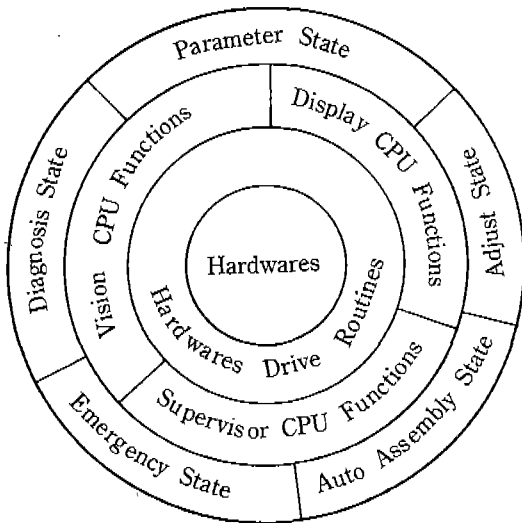 Parameter State
Adjust State
Auto Assembly State
Emergency State
Diagnosis State
Vision CPU Functions
Display CPU Functions
Supervisor CPU Functions
Hardwares Drive Routines
Hardwares